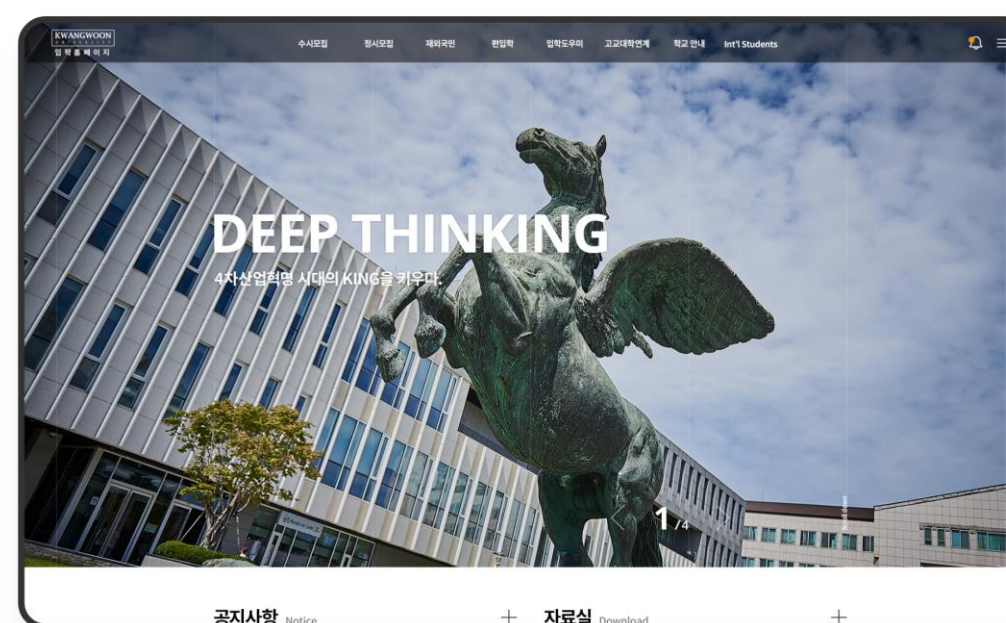 KWANGWOON
UNIVERSITY
입학홈페이지
수시모집 정시모집 재외국민 편입학 입학도우미 고교대학연계 학교 안내 Int'l Students
DEEP THINKING
4차산업혁명 시대의 KING을 키우다.
1 /4
Scroll down
공지사항 Notice
자료실 Download